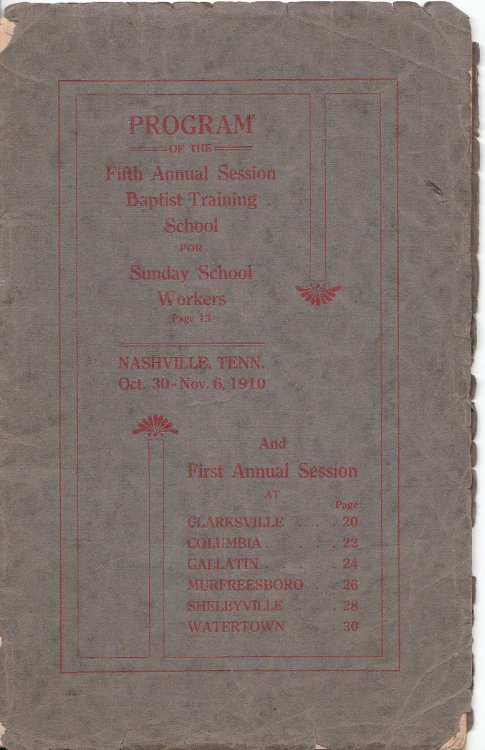 PROGRAM
OF THE
Fifth Annual Session
Baptist Training
School
FOR
Sunday School
Workers
Page 13
NASHVILLE, TENN.
Oct. 30 - Nov. 6, 1910
And
First Annual Session
AT
Page
CLARKSVILLE . . . 20
COLUMBIA . . . . . 22
GALLATIN . . . . . 24
MURFREESBORO . . 26
SHELBYVILLE . . . 28
WATERTOWN . . . 30